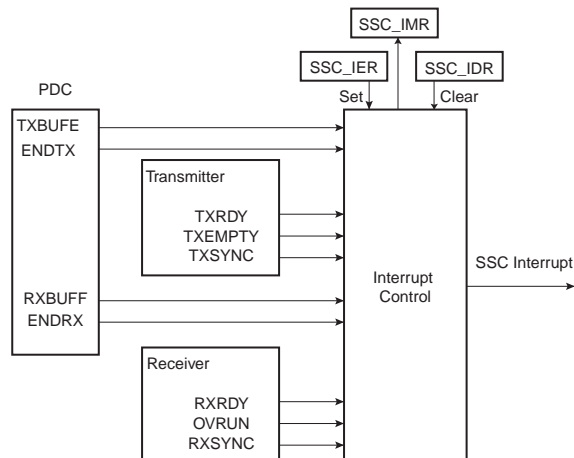 SSC_IMR
SSC_IER
SSC_IDR
PDC
Set
Clear
TXBUFE
ENDTX
Transmitter
TXRDY
TXEMPTY
TXSYNC
SSC Interrupt
Interrupt
Control
RXBUFF
ENDRX
Receiver
RXRDY
OVRUN
RXSYNC